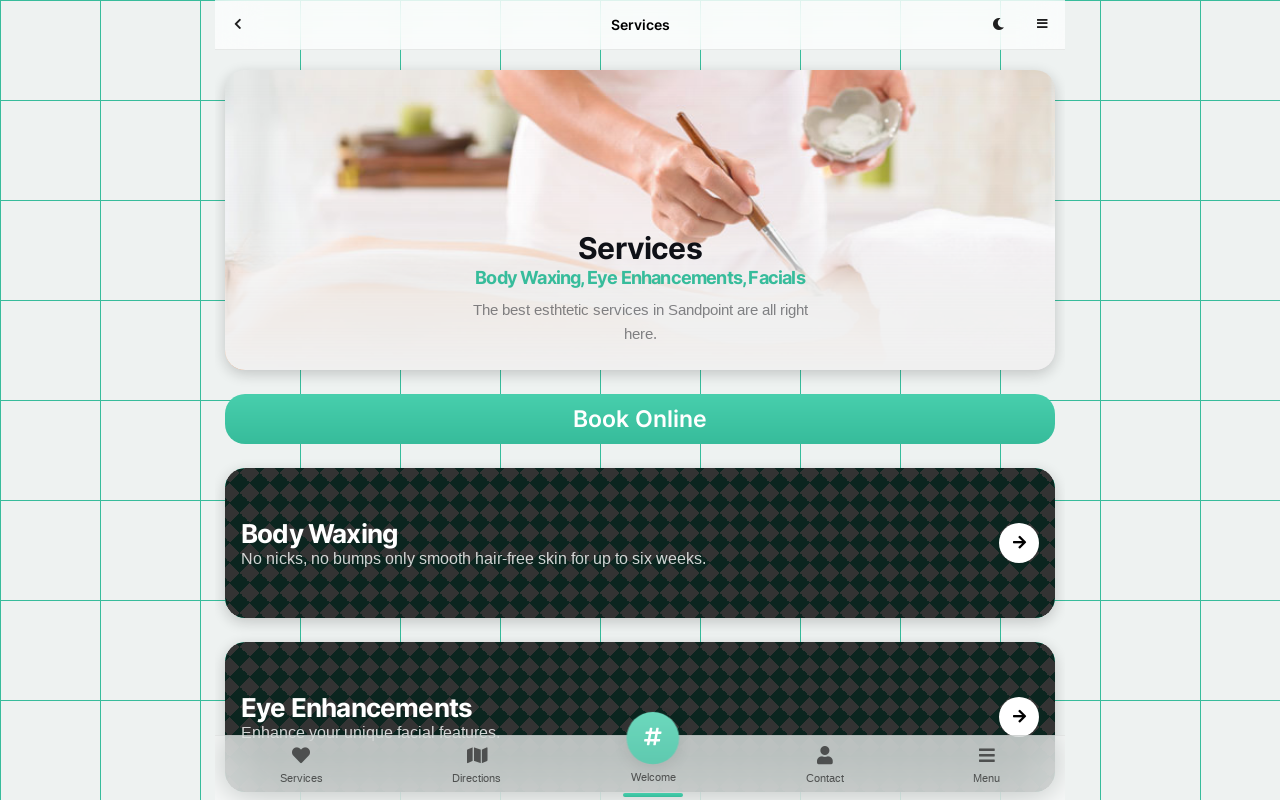 Services
Services
Body Waxing, Eye Enhancements, Facials
The best esthtetic services in Sandpoint are all right
here.
Book Online
Body Waxing
No nicks, no bumps only smooth hair-free skin for up to six weeks.
Eye Enhancements
Enhance your unique facial features.
#
Services
Directions
Welcome
Contact
Menu